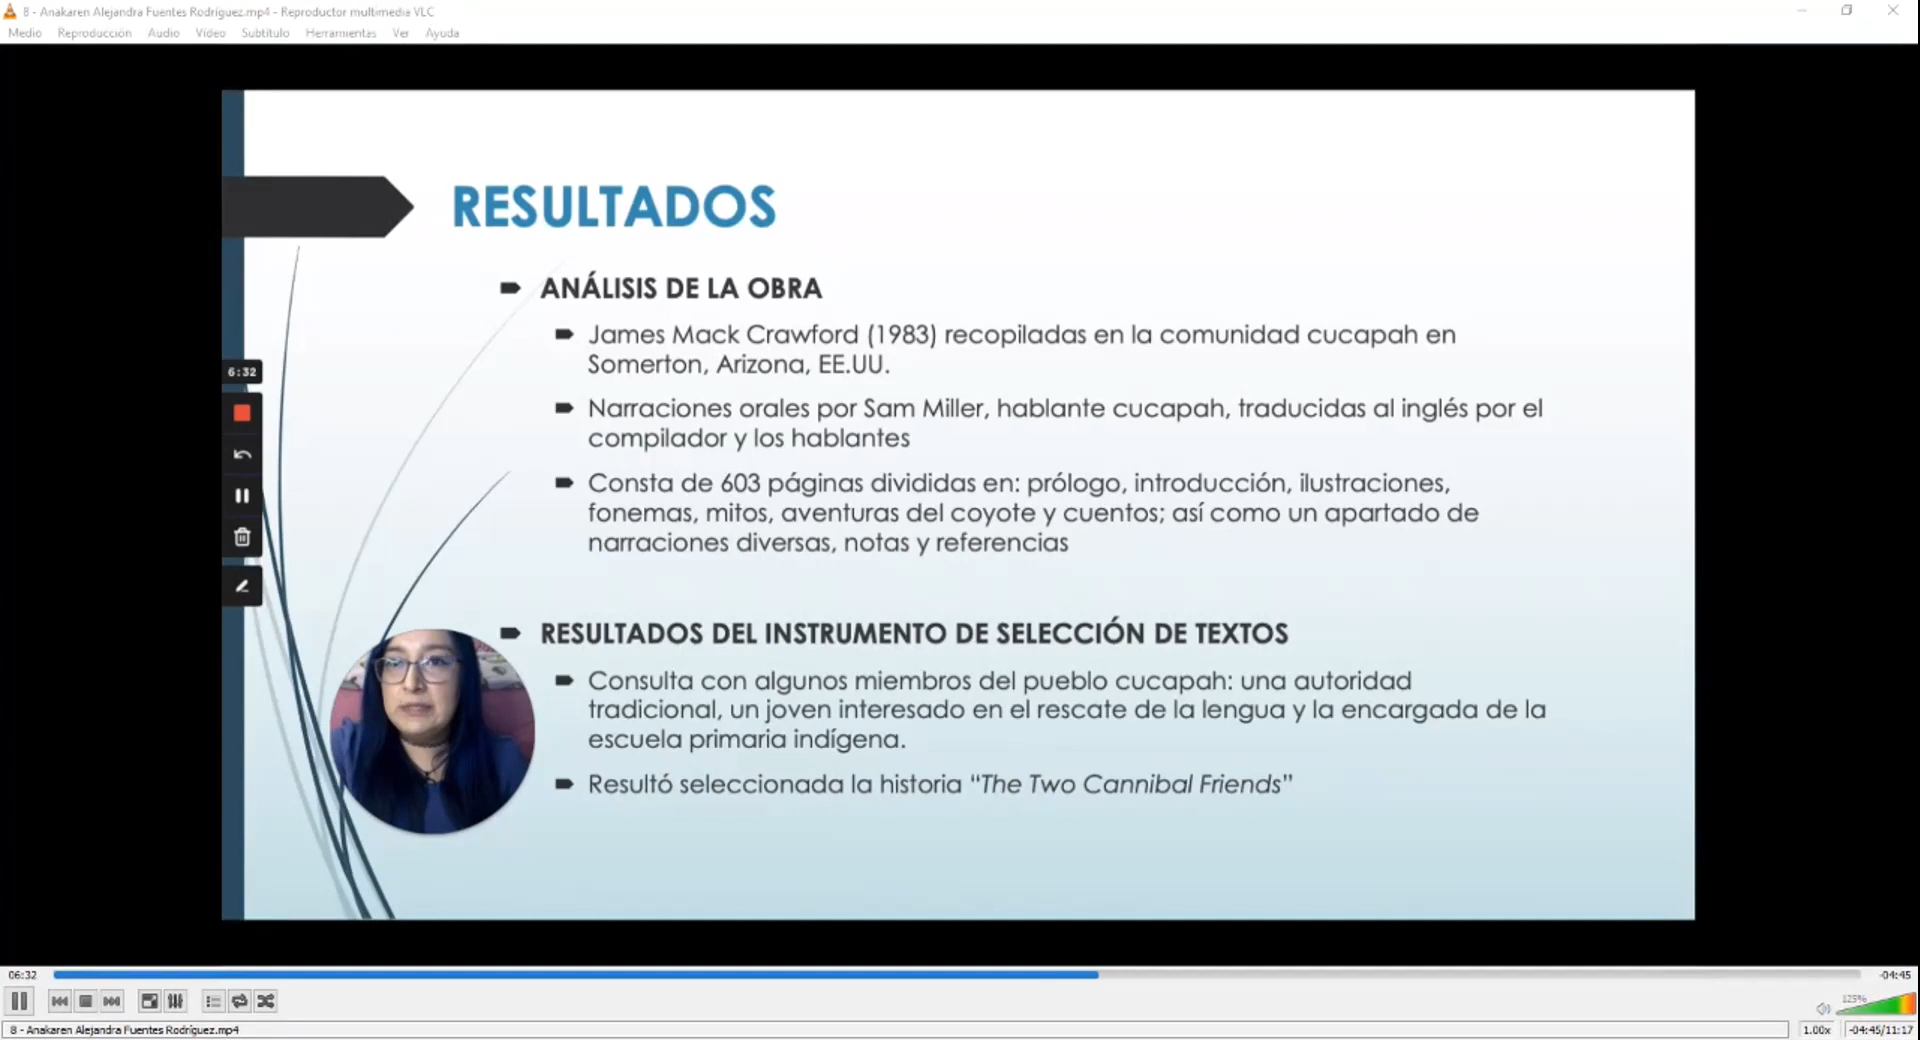 8 - Anakaren Alejandra Fuentes Rodríguez.mp4 - Reproductor multimedia VLC
Medio Reproducción Audio Vídeo Subtítulo Herramientas Ver Ayuda
RESULTADOS
ANÁLISIS DE LA OBRA
James Mack Crawford (1983) recopiladas en la comunidad cucapah en
Somerton, Arizona, EE.UU.
6:32
Narraciones orales por Sam Miller, hablante cucapah, traducidas al inglés por el
compilador y los hablantes
Consta de 603 páginas divididas en: prólogo, introducción, ilustraciones,
fonemas, mitos, aventuras del coyote y cuentos; así como un apartado de
narraciones diversas, notas y referencias
RESULTADOS DEL INSTRUMENTO DE SELECCIÓN DE TEXTOS
Consulta con algunos miembros del pueblo cucapah: una autoridad
tradicional, un joven interesado en el rescate de la lengua y la encargada de la
escuela primaria indígena.
Resultó seleccionada la historia “The Two Cannibal Friends”
06:32 -04:45
125%
8 - Anakaren Alejandra Fuentes Rodríguez.mp4 1.00x -04:45/11:17